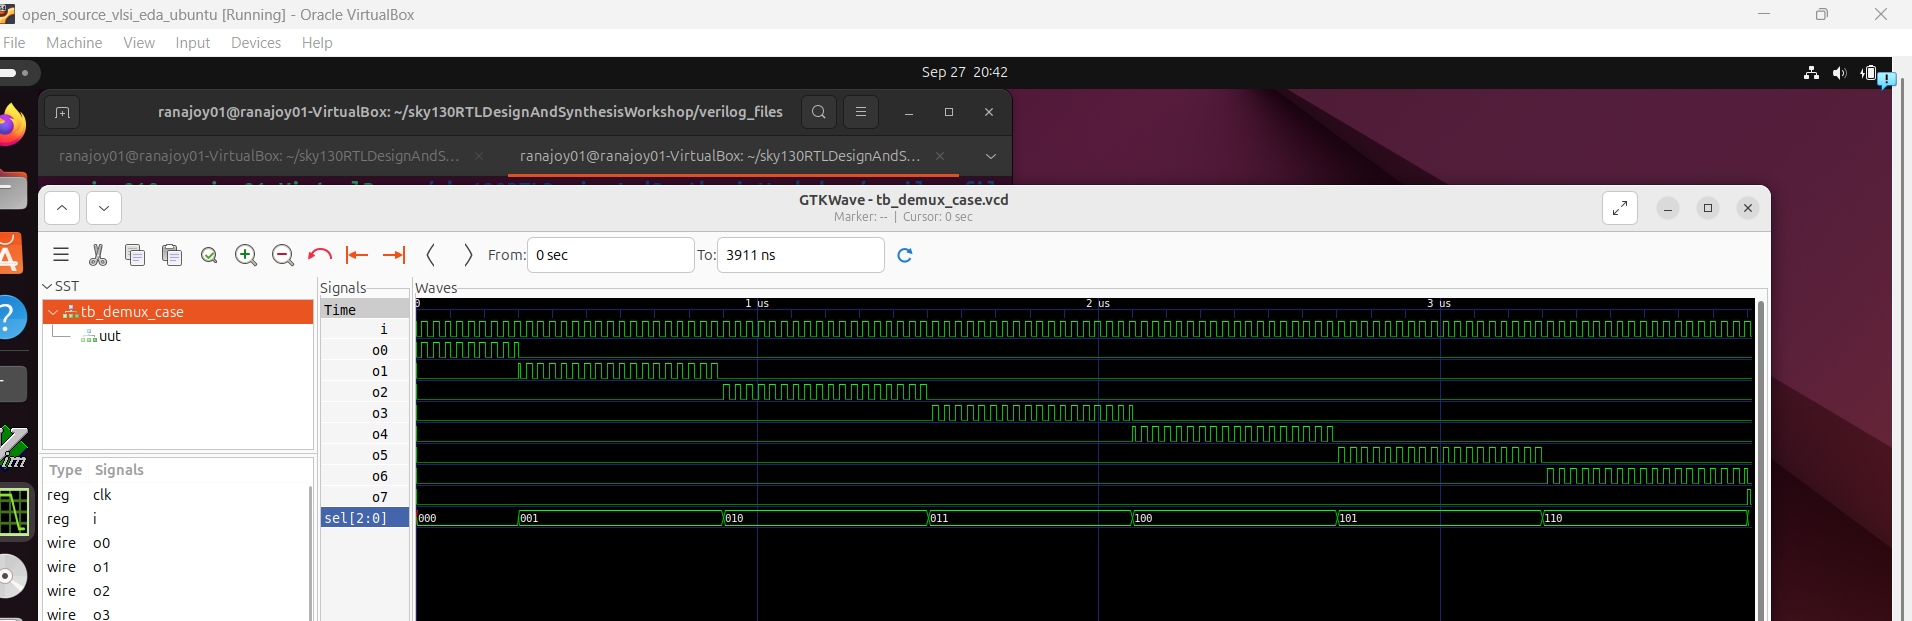 open_source_vlsi_eda_ubuntu [Running] - Oracle VirtualBox
File Machine View Input Devices Help
Sep 27 20:42
ranajoy01@ranajoy01-VirtualBox: ~/sky130RTLDesignAndSynthesisWorkshop/verilog_files
ranajoy01@ranajoy01-VirtualBox: ~/sky130RTLDesignAndS... ranajoy01@ranajoy01-VirtualBox: ~/sky130RTLDesignAndS...
GTKWave - tb_demux_case.vcd
Marker: -- | Cursor: 0 sec
From: 0 sec To: 3911 ns
SST
tb_demux_case
uut
Type Signals
reg clk
reg i
wire o0
wire o1
wire o2
wire o3
Signals
Time
i
o0
o1
o2
o3
o4
o5
o6
o7
sel[2:0]
Waves
0 1 us 2 us 3 us
000 001 010 011 100 101 110